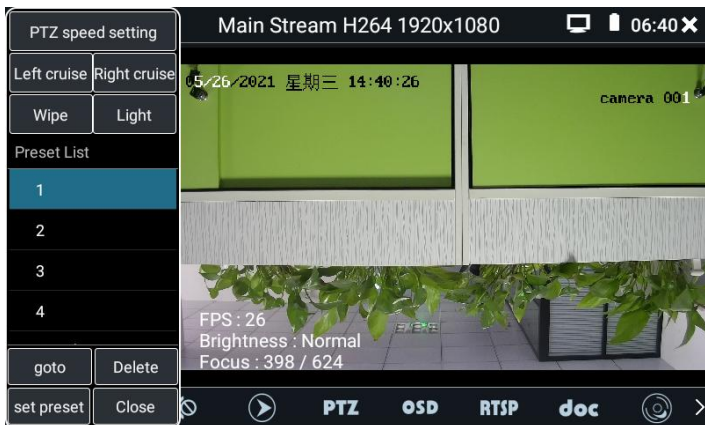 PTZ speed setting
Left cruise Right cruise
Wipe Light
Preset List
1
2
3
4
goto Delete
set preset Close
Main Stream H264 1920x1080 06:40
05/26/2021 星期三 14:40:26
camera 001
FPS : 26
Brightness : Normal
Focus : 398 / 624
PTZ OSD RTSP doc